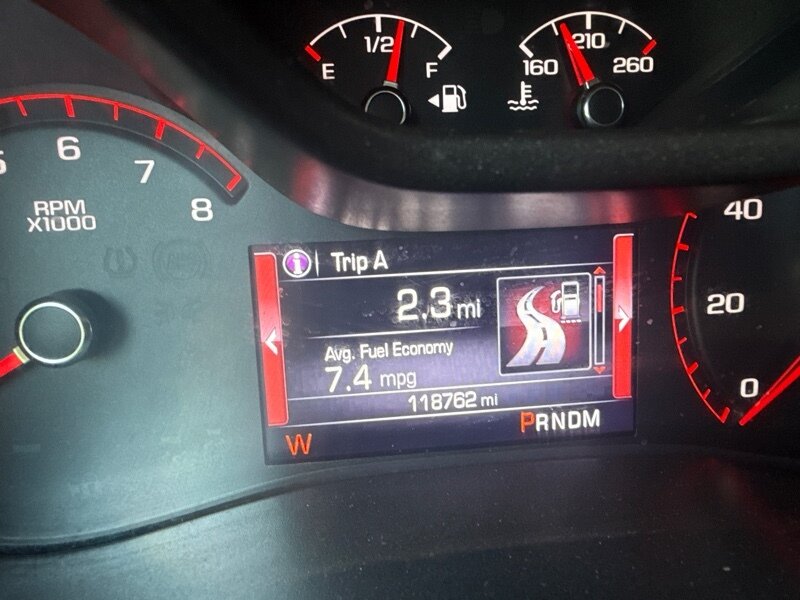 1/2
E F
210
160 260
5 6 7 8
RPM
X1000
Trip A
2.3 mi
Avg. Fuel Economy
7.4 mpg
118762 mi
W PRNDM
40
20
0